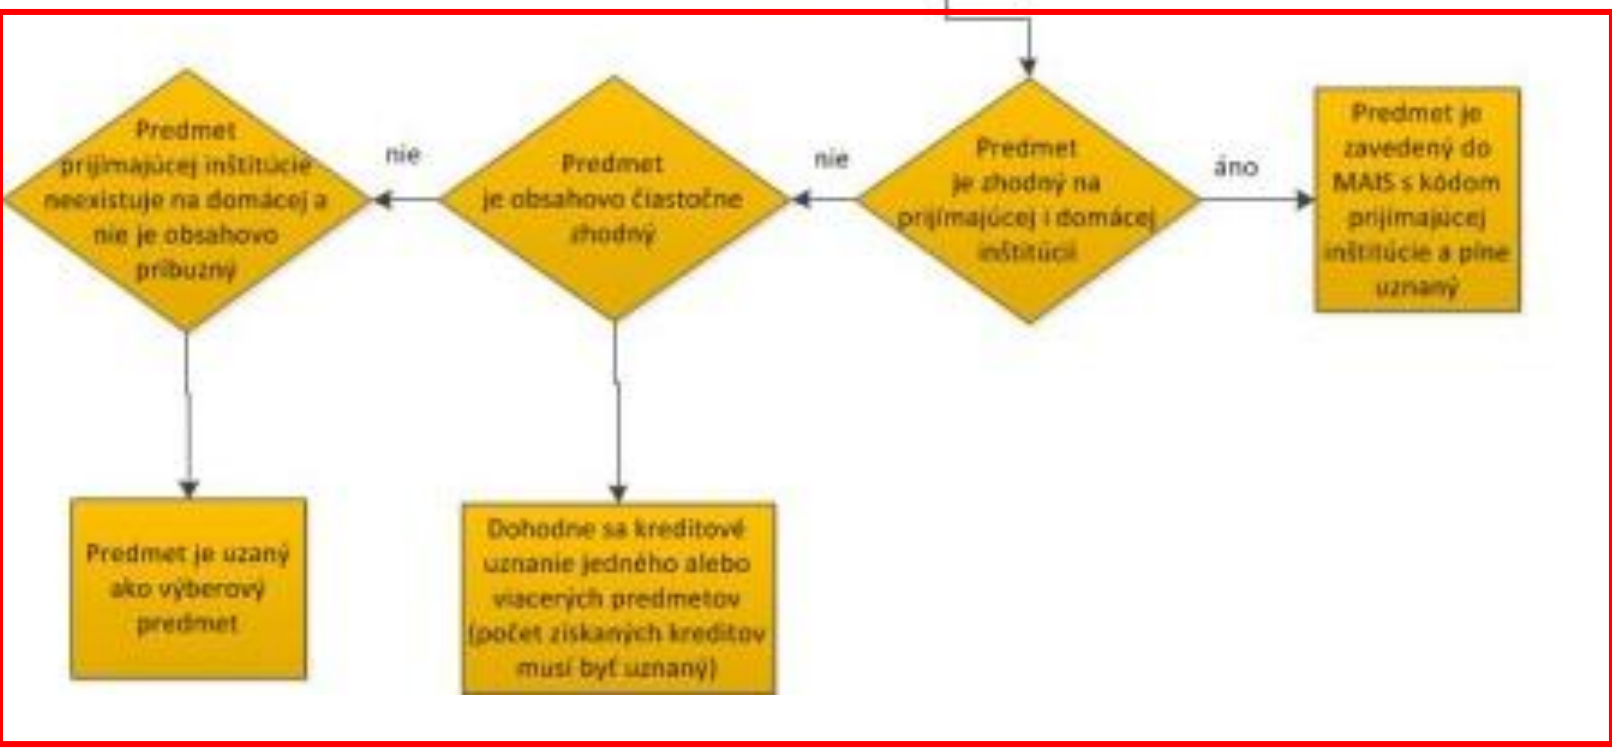 Predmet
prijímajúcej inštitúcie
neexistuje na domácej a
nie je obsahovo
príbuzný
nie
Predmet
je obsahovo čiastočne
zhodný
nie
Predmet
je zhodný na
prijímajúcej i domácej
inštitúcii
áno
Predmet je
zavedený do
MAIS s kódom
prijímajúcej
inštitúcie a plne
uznaný
Predmet je uzaný
ako výberový
predmet
Dohodne sa kreditové
uznanie jedného alebo
viacerých predmetov
(počet získaných kreditov
musí byť uznaný)